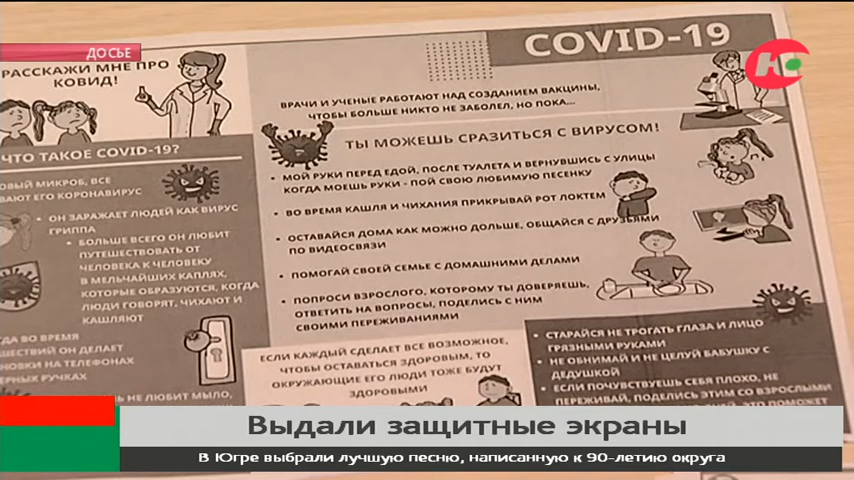 ДОСЬЕ
РАССКАЖИ МНЕ ПРО
КОВИД!
COVID-19
ВРАЧИ И УЧЕНЫЕ РАБОТАЮТ НАД СОЗДАНИЕМ ВАКЦИНЫ,
ЧТОБЫ БОЛЬШЕ НИКТО НЕ ЗАБОЛЕЛ, НО ПОКА...
ТЫ МОЖЕШЬ СРАЗИТЬСЯ С ВИРУСОМ!
• МОЙ РУКИ ПЕРЕД ЕДОЙ, ПОСЛЕ ТУАЛЕТА И ВЕРНУВШИСЬ С УЛИЦЫ
КОГДА МОЕШЬ РУКИ - ПОЙ СВОЮ ЛЮБИМУЮ ПЕСЕНКУ
• ВО ВРЕМЯ КАШЛЯ И ЧИХАНИЯ ПРИКРЫВАЙ РОТ ЛОКТЕМ
• ОСТАВАЙСЯ ДОМА КАК МОЖНО ДОЛЬШЕ, ОБЩАЙСЯ С ДРУЗЬЯМИ
ПО ВИДЕОСВЯЗИ
• ПОМОГАЙ СВОЕЙ СЕМЬЕ С ДОМАШНИМИ ДЕЛАМИ
• ПОПРОСИ ВЗРОСЛОГО, КОТОРОМУ ТЫ ДОВЕРЯЕШЬ,
ОТВЕТИТЬ НА ВОПРОСЫ, ПОДЕЛИСЬ С НИМ
СВОИМИ ПЕРЕЖИВАНИЯМИ
ЧТО ТАКОЕ COVID-19?
МИКРОБ, ВСЕ
ЕГО КОРОНАВИРУС
• ОН ЗАРАЖАЕТ ЛЮДЕЙ КАК ВИРУС
ГРИППА
• БОЛЬШЕ ВСЕГО ОН ЛЮБИТ
ПУТЕШЕСТВОВАТЬ ОТ
ЧЕЛОВЕКА К ЧЕЛОВЕКУ
В МЕЛЬЧАЙШИХ КАПЛЯХ,
КОТОРЫЕ ОБРАЗУЮТСЯ, КОГДА
ЛЮДИ ГОВОРЯТ, ЧИХАЮТ И
КАШЛЯЮТ
ВО ВРЕМЯ
ОН ДЕЛАЕТ
НА ТЕЛЕФОНАХ
РУЧКАХ
НЕ ЛЮБИТ МЫЛО,
ЕСЛИ КАЖДЫЙ СДЕЛАЕТ ВСЕ ВОЗМОЖНОЕ,
ЧТОБЫ ОСТАВАТЬСЯ ЗДОРОВЫМ, ТО
ОКРУЖАЮЩИЕ ЕГО ЛЮДИ ТОЖЕ БУДУТ
ЗДОРОВЫМИ
• СТАРАЙСЯ НЕ ТРОГАТЬ ГЛАЗА И ЛИЦО
ГРЯЗНЫМИ РУКАМИ
• НЕ ОБНИМАЙ И НЕ ЦЕЛУЙ БАБУШКУ С
ДЕДУШКОЙ
• ЕСЛИ ПОЧУВСТВУЕШЬ СЕБЯ ПЛОХО, НЕ
ПЕРЕЖИВАЙ, ПОДЕЛИСЬ ЭТИМ СО ВЗРОСЛЫМИ
ЭТО ПОМОЖЕТ
Выдали защитные экраны
В Югре выбрали лучшую песню, написанную к 90-летию округа